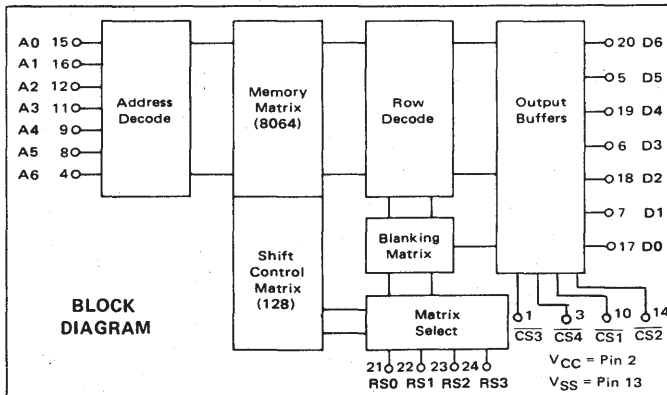 A0 15
A1 16
A2 12
A3 11
A4 9
A5 8
A6 4
Address
Decode
Memory
Matrix
(8064)
Row
Decode
Output
Buffers
20 D6
5 D5
19 D4
6 D3
18 D2
7 D1
17 D0
Shift
Control
Matrix
(128)
Blanking
Matrix
Matrix
Select
BLOCK
DIAGRAM
1 3 10 14
CS3 CS4 CS1 CS2
21 22 23 24
RS0 RS1 RS2 RS3
VCC = Pin 2
VSS = Pin 13